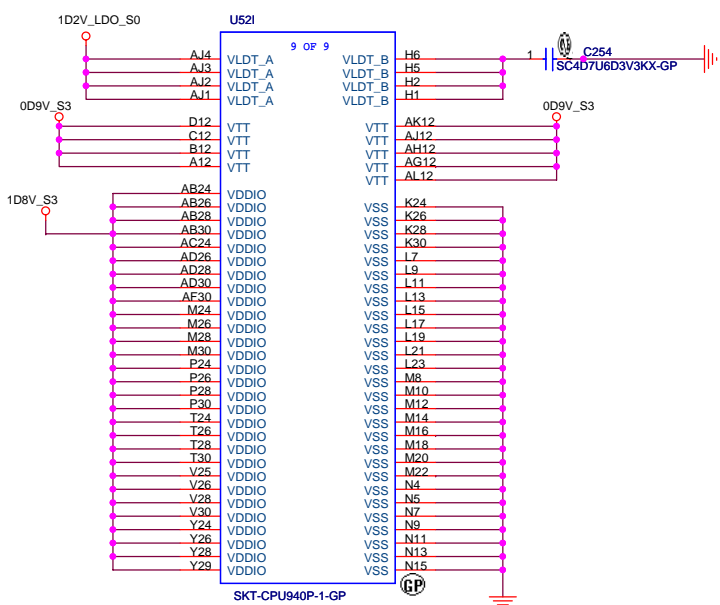 1D2V_LDO_S0 U52I
9 OF 9
AJ4 VLDT_A VLDT_B H6 1 C254
AJ3 VLDT_A VLDT_B H5 SC4D7U6D3V3KX-GP
AJ2 VLDT_A VLDT_B H2
AJ1 VLDT_A VLDT_B H1
0D9V_S3 0D9V_S3
D12 VTT VTT AK12
C12 VTT VTT AJ12
B12 VTT VTT AH12
A12 VTT VTT AG12
VTT AL12
1D8V_S3
AB24 VDDIO
AB26 VDDIO VSS K24
AB28 VDDIO VSS K26
AB30 VDDIO VSS K28
AC24 VDDIO VSS K30
AD26 VDDIO VSS L7
AD28 VDDIO VSS L9
AD30 VDDIO VSS L11
AF30 VDDIO VSS L13
M24 VDDIO VSS L15
M26 VDDIO VSS L17
M28 VDDIO VSS L19
M30 VDDIO VSS L21
P24 VDDIO VSS L23
P26 VDDIO VSS M8
P28 VDDIO VSS M10
P30 VDDIO VSS M12
T24 VDDIO VSS M14
T26 VDDIO VSS M16
T28 VDDIO VSS M18
T30 VDDIO VSS M20
V25 VDDIO VSS M22
V26 VDDIO VSS N4
V28 VDDIO VSS N5
V30 VDDIO VSS N7
Y24 VDDIO VSS N9
Y26 VDDIO VSS N11
Y28 VDDIO VSS N13
Y29 VDDIO VSS N15
SKT-CPU940P-1-GP GP